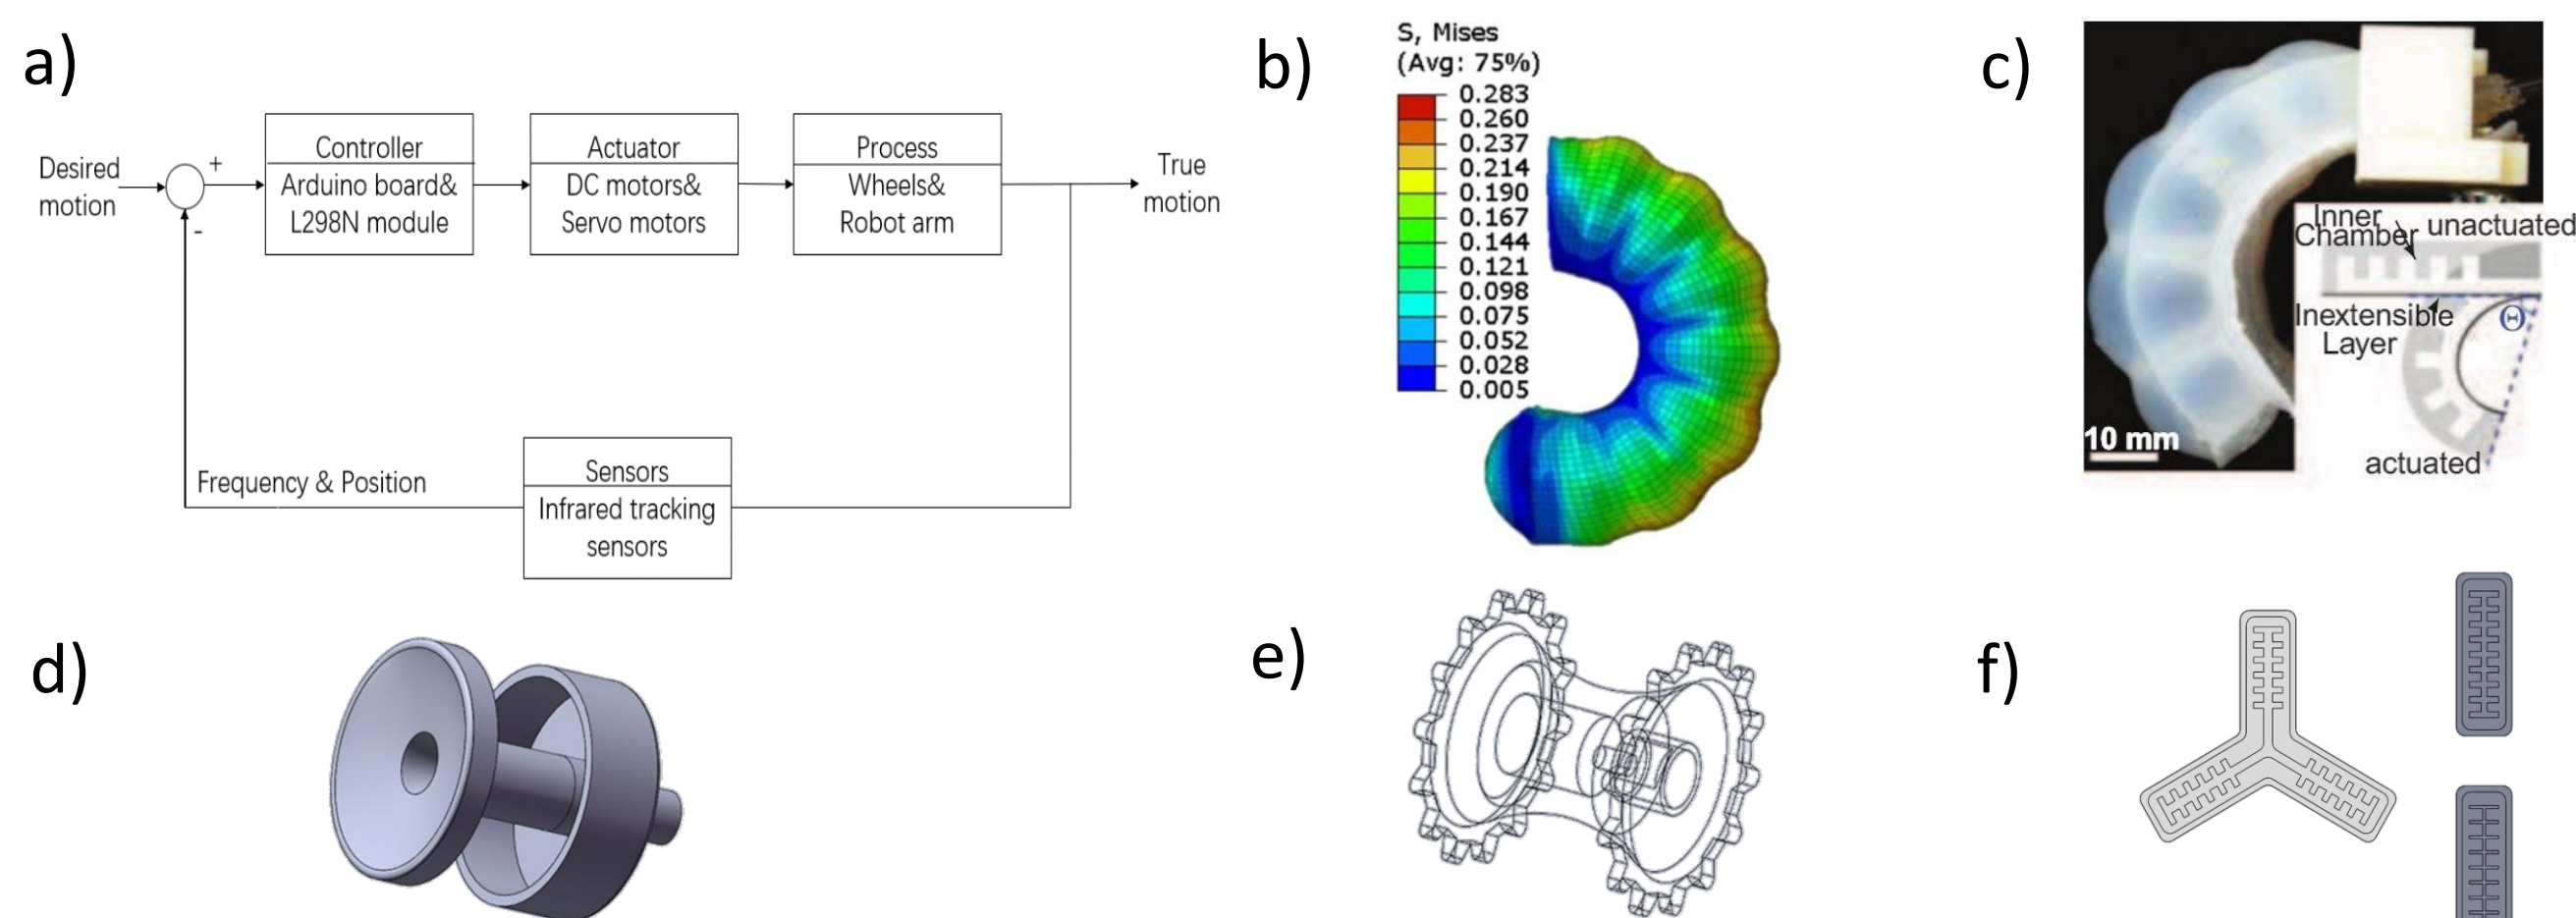 a)
Desired
motion
+
-
Controller
Arduino board&
L298N module
Actuator
DC motors&
Servo motors
Process
Wheels&
Robot arm
True
motion
Frequency & Position
Sensors
Infrared tracking
sensors
b)
S, Mises
(Avg: 75%)
0.283
0.260
0.237
0.214
0.190
0.167
0.144
0.121
0.098
0.075
0.052
0.028
0.005
c)
Inner
Chamber
unactuated
Inextensible
Layer
Θ
10 mm
actuated
d)
e)
f)